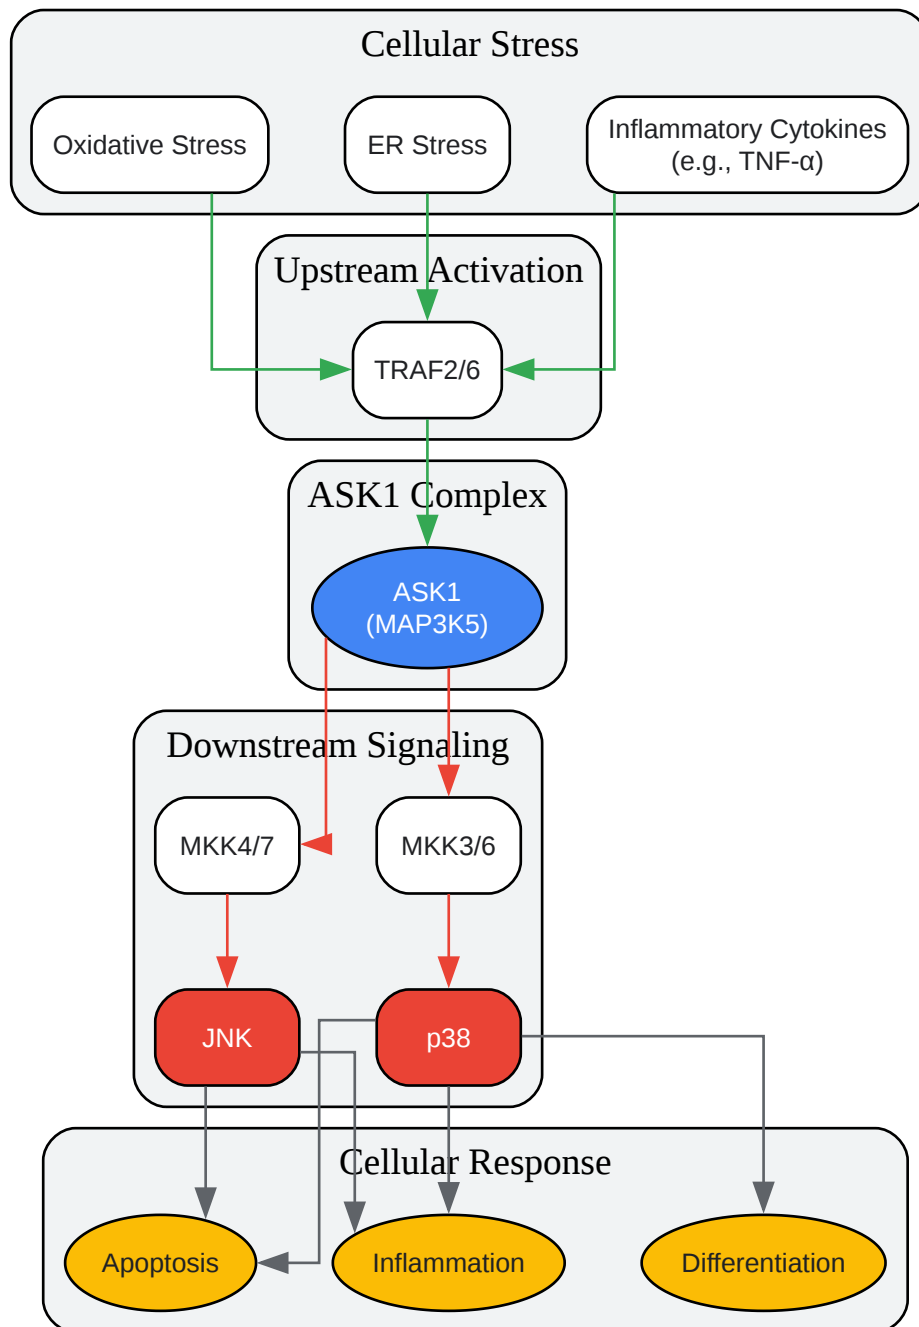 Cellular Stress
Oxidative Stress
ER Stress
Inflammatory Cytokines
(e.g., TNF-α)
Upstream Activation
TRAF2/6
ASK1 Complex
ASK1
(MAP3K5)
Downstream Signaling
MKK4/7
MKK3/6
JNK
p38
Cellular Response
Apoptosis
Inflammation
Differentiation